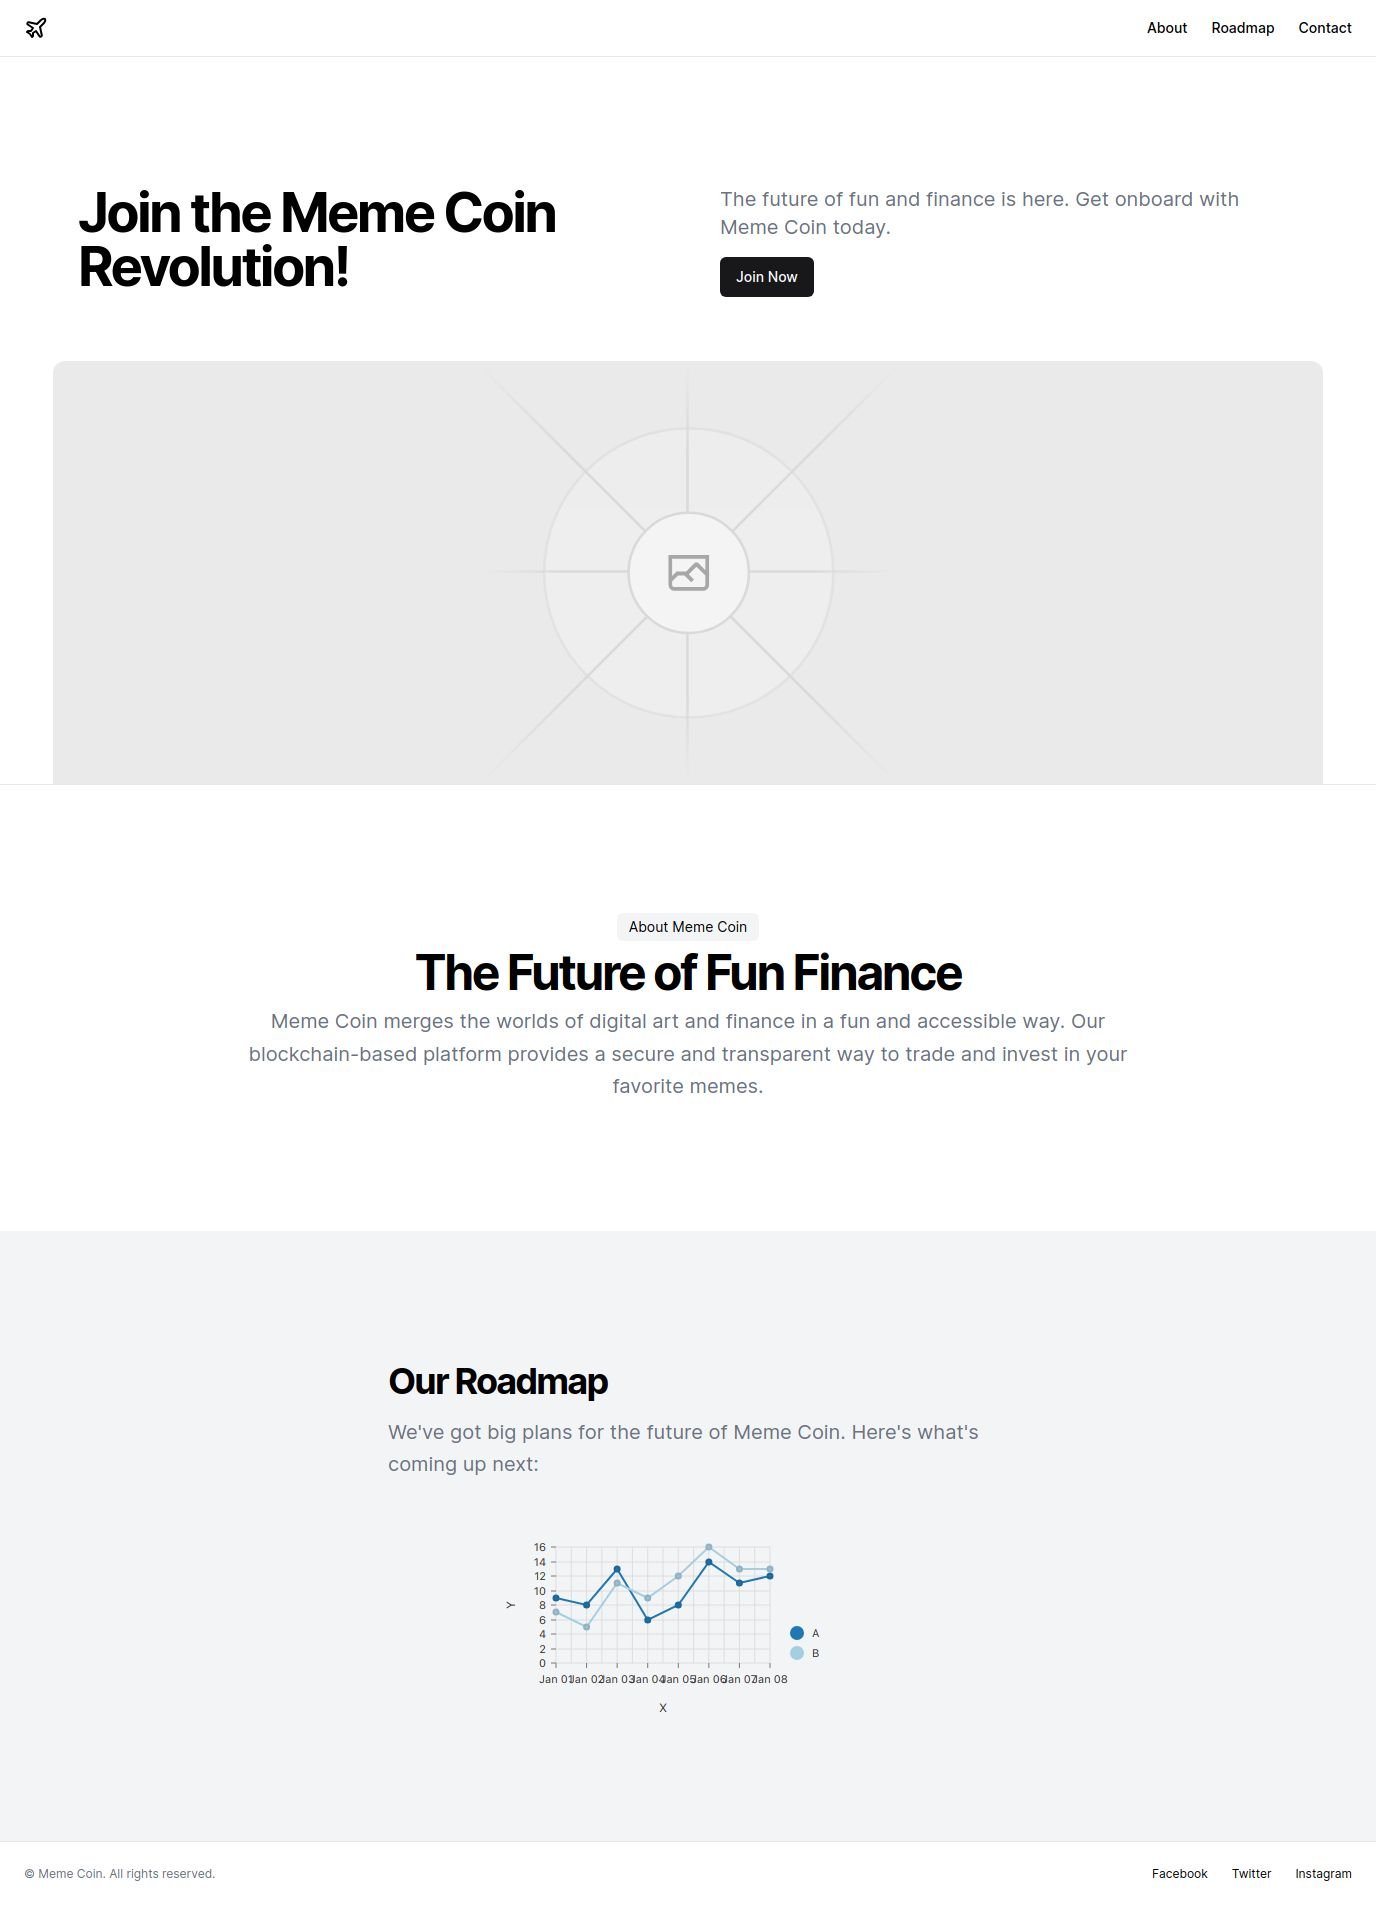 About Roadmap Contact
Join the Meme Coin
Revolution!
The future of fun and finance is here. Get onboard with
Meme Coin today.
Join Now
About Meme Coin
The Future of Fun Finance
Meme Coin merges the worlds of digital art and finance in a fun and accessible way. Our
blockchain-based platform provides a secure and transparent way to trade and invest in your
favorite memes.
Our Roadmap
We've got big plans for the future of Meme Coin. Here's what's
coming up next:
16
14
12
10
8
6
4
2
0
Y
A
B
Jan 01 Jan 02 Jan 03 Jan 04 Jan 05 Jan 06 Jan 07 Jan 08
X
© Meme Coin. All rights reserved.
Facebook Twitter Instagram